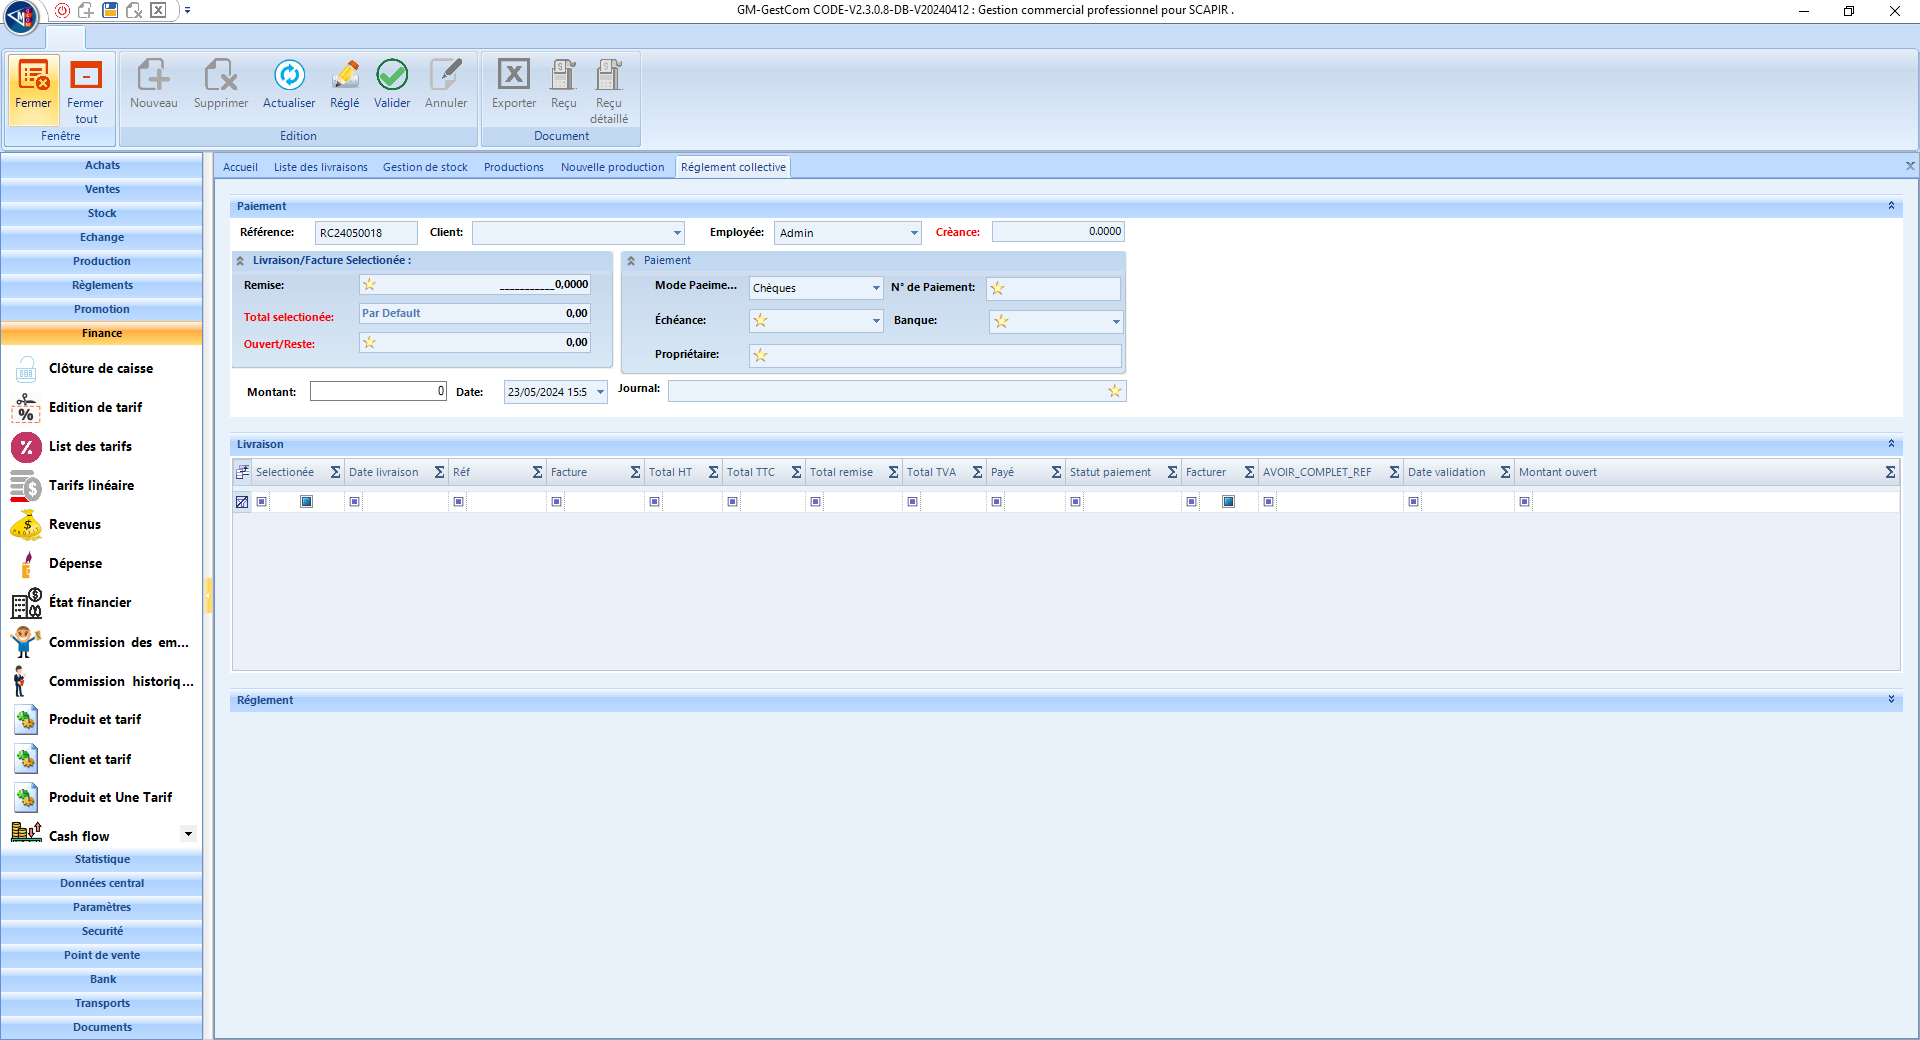 GM-GestCom CODE-V2.3.0.8-DB-V20240412 : Gestion commercial professionnel pour SCAPIR .
Fermer
Fermer tout
Fenêtre
Nouveau
Supprimer
Actualiser
Réglé
Valider
Annuler
Edition
Exporter
Reçu
Reçu détaillé
Document
Achats
Ventes
Stock
Echange
Production
Règlements
Promotion
Finance
Clôture de caisse
Edition de tarif
List des tarifs
Tarifs linéaire
Revenus
Dépense
État financier
Commission des em...
Commission historiq...
Produit et tarif
Client et tarif
Produit et Une Tarif
Cash flow
Statistique
Données central
Paramètres
Securité
Point de vente
Bank
Transports
Documents
Accueil
Liste des livraisons
Gestion de stock
Productions
Nouvelle production
Réglement collective
Paiement
Référence: RC24050018
Client:
Employée: Admin
Crèance: 0.0000
Livraison/Facture Selectionée :
Remise: ___________0,0000
Total selectionée: Par Default 0,00
Ouvert/Reste: 0,00
Paiement
Mode Paeime... Chèques
N° de Paiement:
Échéance:
Banque:
Propriétaire:
Montant: 0
Date: 23/05/2024 15:5
Journal:
Livraison
Selectionée Date livraison Réf Facture Total HT Total TTC Total remise Total TVA Payé Statut paiement Facturer AVOIR_COMPLET_REF Date validation Montant ouvert
Réglement